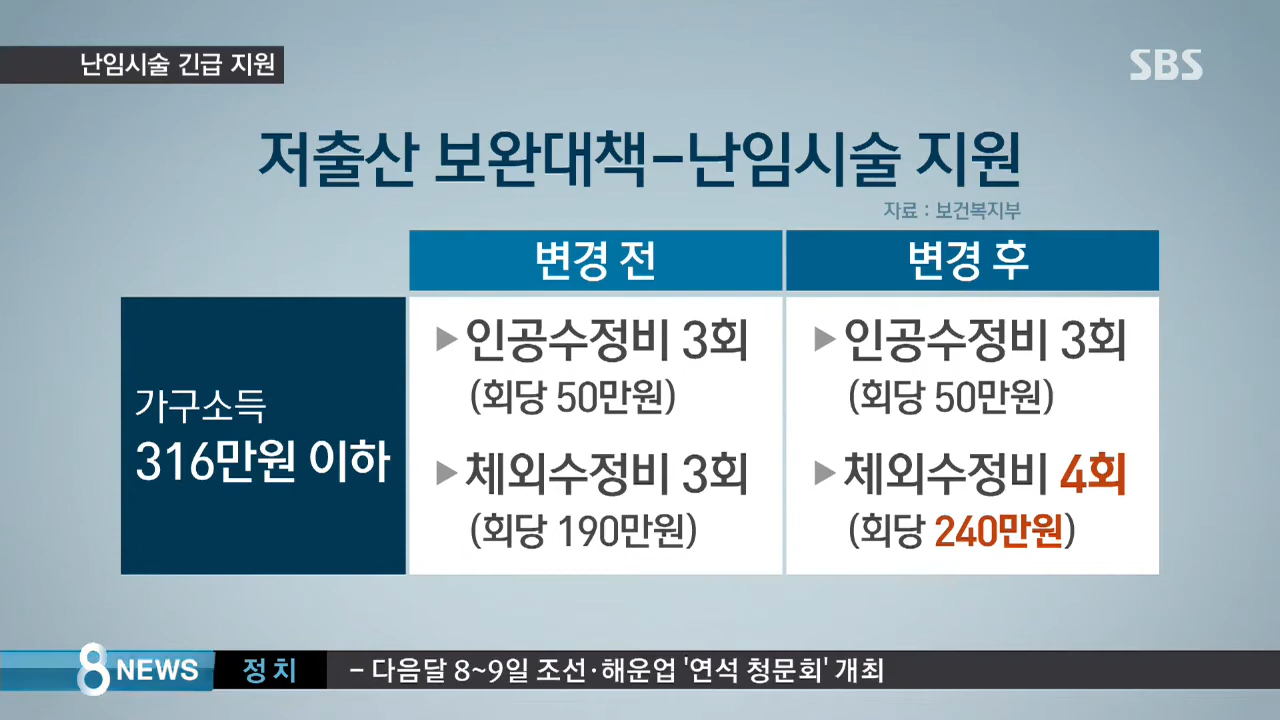 난임시술 긴급 지원
SBS
저출산 보완대책-난임시술 지원
자료 : 보건복지부
변경 전
변경 후
가구소득
316만원 이하
▶인공수정비 3회
(회당 50만원)
▶체외수정비 3회
(회당 190만원)
▶인공수정비 3회
(회당 50만원)
▶체외수정비 4회
(회당 240만원)
8 NEWS 정치 - 다음달 8~9일 조선·해운업 '연석 청문회' 개최